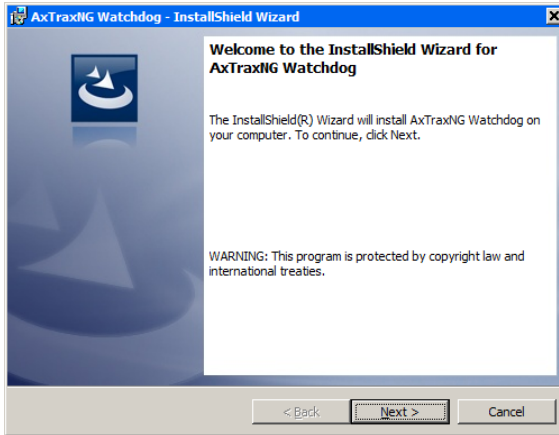 AxTraxNG Watchdog - InstallShield Wizard
Welcome to the InstallShield Wizard for
AxTraxNG Watchdog
The InstallShield(R) Wizard will install AxTraxNG Watchdog on
your computer. To continue, click Next.
WARNING: This program is protected by copyright law and
international treaties.
< Back
Next >
Cancel